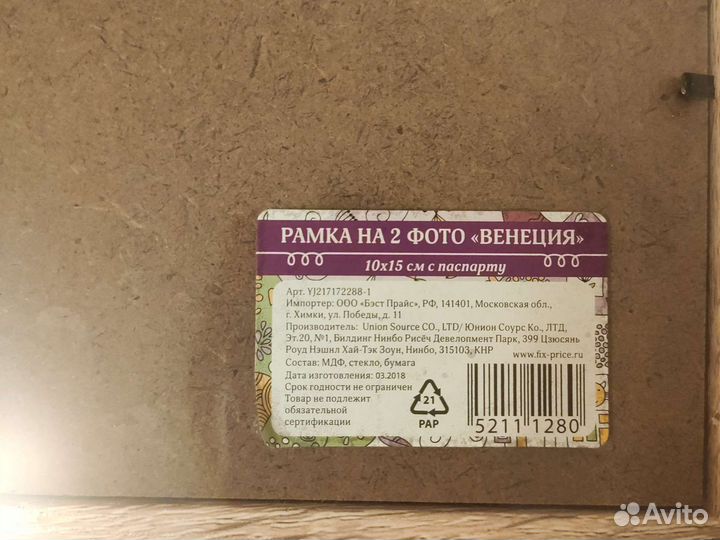 РАМКА НА 2 ФОТО «ВЕНЕЦИЯ»
10х15 см с паспарту
Арт. YJ217172288-1
Импортер: ООО «Бэст Прайс», РФ, 141401, Московская обл.,
г. Химки, ул. Победы, д. 11
Производитель: Union Source CO., LTD/ Юнион Соурс Ко., ЛТД,
Эт.20, №1, Билдинг Нинбо Рисёч Девелопмент Парк, 399 Цзюсянь
Роуд Нэшнл Хай-Тэк Зоун, Нинбо, 315103, КНР
www.fix-price.ru
Состав: МДФ, стекло, бумага
Дата изготовления: 03.2018
Срок годности не ограничен
Товар не подлежит
обязательной
сертификации
21
PAP
5211 1280
Avito